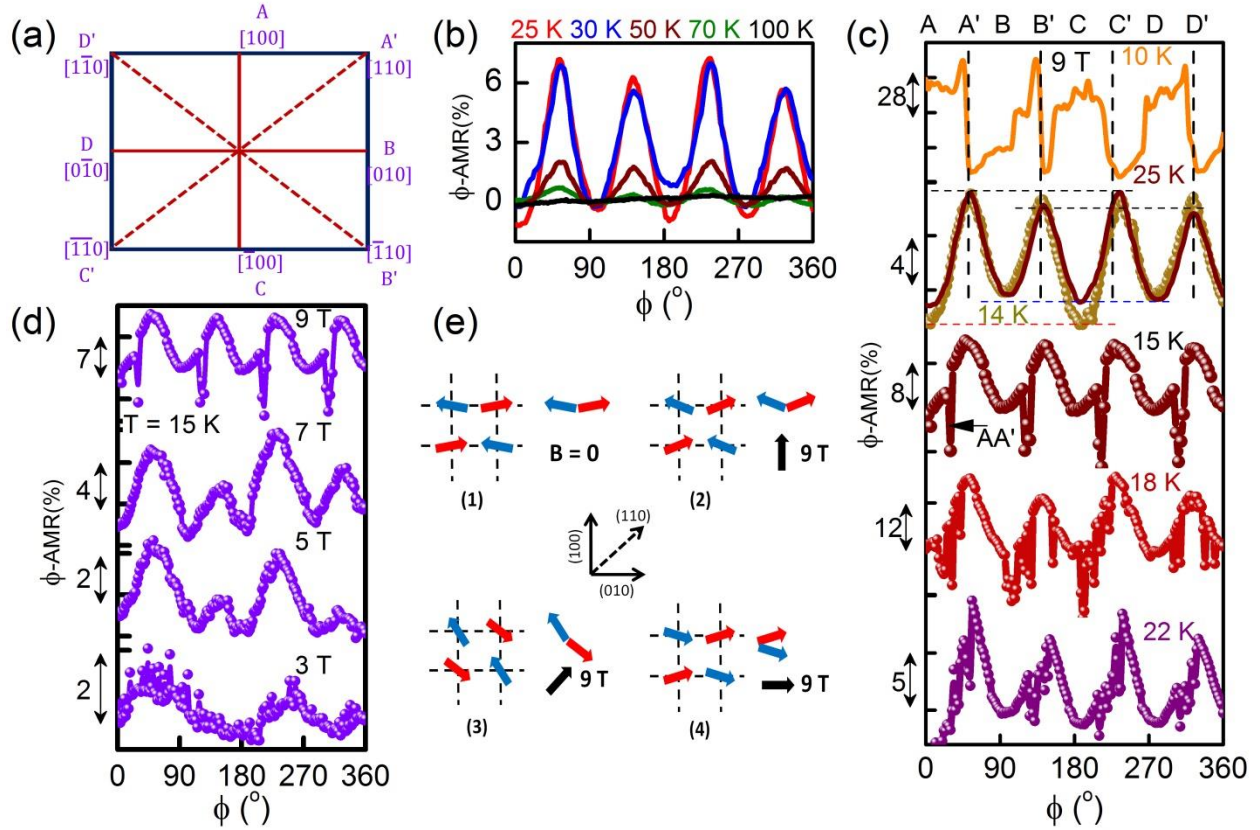 (a)
A
[100]
D'
[11̅0]
A'
[110]
D
[01̅0]
B
[010]
[1̅1̅0]
C'
[1̅00]
C
[1̅10]
B'
(b)
25 K 30 K 50 K 70 K 100 K
ϕ-AMR(%)
6
3
0
0 90 180 270 360
ϕ (°)
(c)
A A' B B' C C' D D'
9 T
10 K
28
25 K
4
14 K
ϕ-AMR(%)
15 K
8
AA'
18 K
12
22 K
5
0 90 180 270 360
ϕ (°)
(d)
9 T
7
:T = 15 K
7 T
4
ϕ-AMR(%)
5 T
2
3 T
2
0 90 180 270 360
ϕ (°)
(e)
B = 0
(1)
9 T
(2)
(100)
(110)
(010)
9 T
(3)
9 T
(4)